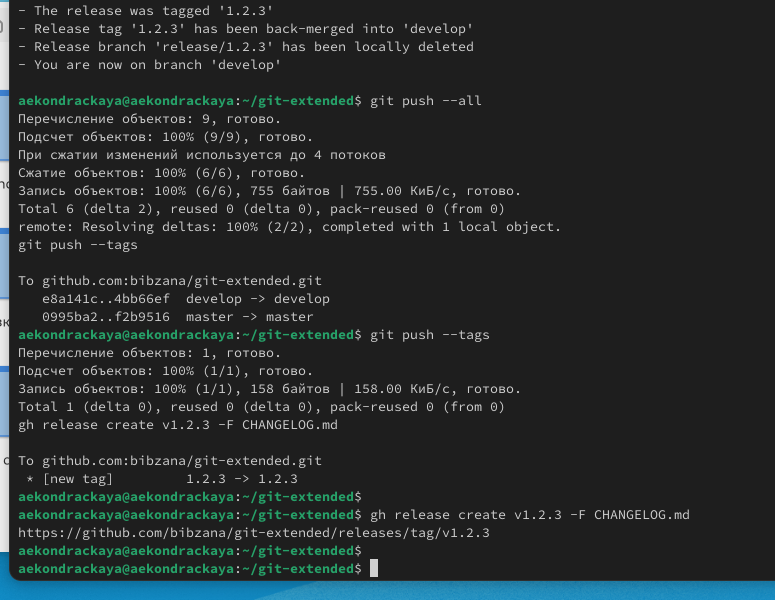 - The release was tagged '1.2.3'
- Release tag '1.2.3' has been back-merged into 'develop'
- Release branch 'release/1.2.3' has been locally deleted
- You are now on branch 'develop'
aekondrackaya@aekondrackaya:~/git-extended$ git push --all
Перечисление объектов: 9, готово.
Подсчет объектов: 100% (9/9), готово.
При сжатии изменений используется до 4 потоков
Сжатие объектов: 100% (6/6), готово.
Запись объектов: 100% (6/6), 755 байтов | 755.00 КиБ/с, готово.
Total 6 (delta 2), reused 0 (delta 0), pack-reused 0 (from 0)
remote: Resolving deltas: 100% (2/2), completed with 1 local object.
git push --tags
To github.com:bibzana/git-extended.git
e8a141c..4bb66ef  develop -> develop
0995ba2..f2b9516  master -> master
aekondrackaya@aekondrackaya:~/git-extended$ git push --tags
Перечисление объектов: 1, готово.
Подсчет объектов: 100% (1/1), готово.
Запись объектов: 100% (1/1), 158 байтов | 158.00 КиБ/с, готово.
Total 1 (delta 0), reused 0 (delta 0), pack-reused 0 (from 0)
gh release create v1.2.3 -F CHANGELOG.md
To github.com:bibzana/git-extended.git
* [new tag]         1.2.3 -> 1.2.3
aekondrackaya@aekondrackaya:~/git-extended$
aekondrackaya@aekondrackaya:~/git-extended$ gh release create v1.2.3 -F CHANGELOG.md
https://github.com/bibzana/git-extended/releases/tag/v1.2.3
aekondrackaya@aekondrackaya:~/git-extended$
aekondrackaya@aekondrackaya:~/git-extended$